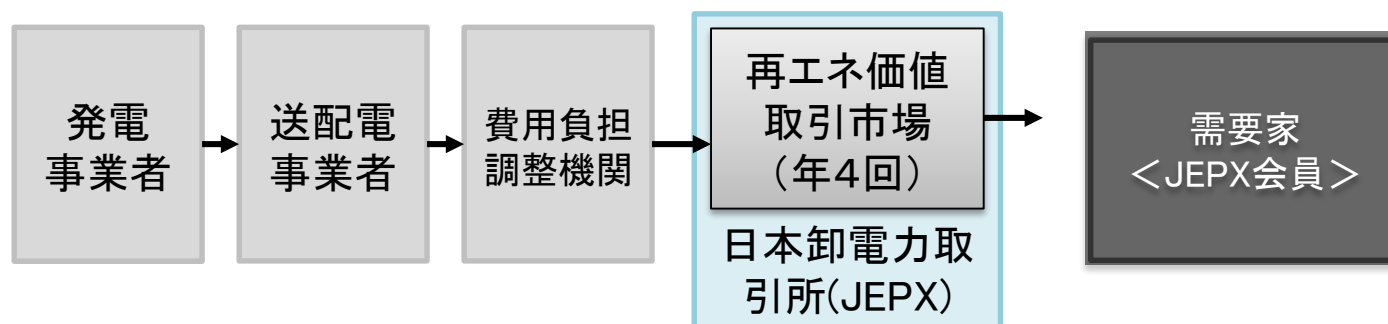 発電
事業者
送配電
事業者
費用負担
調整機関
再エネ価値
取引市場
（年４回）
日本卸電力取
引所(JEPX)
需要家
＜JEPX会員＞